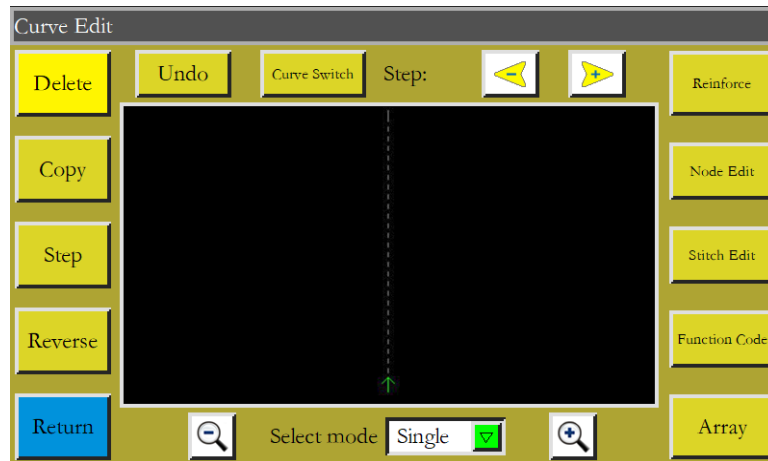 Curve Edit
Delete
Undo
Curve Switch
Step:
Reinforce
Copy
Node Edit
Step
Stitch Edit
Reverse
Function Code
Return
Select mode
Single
Array